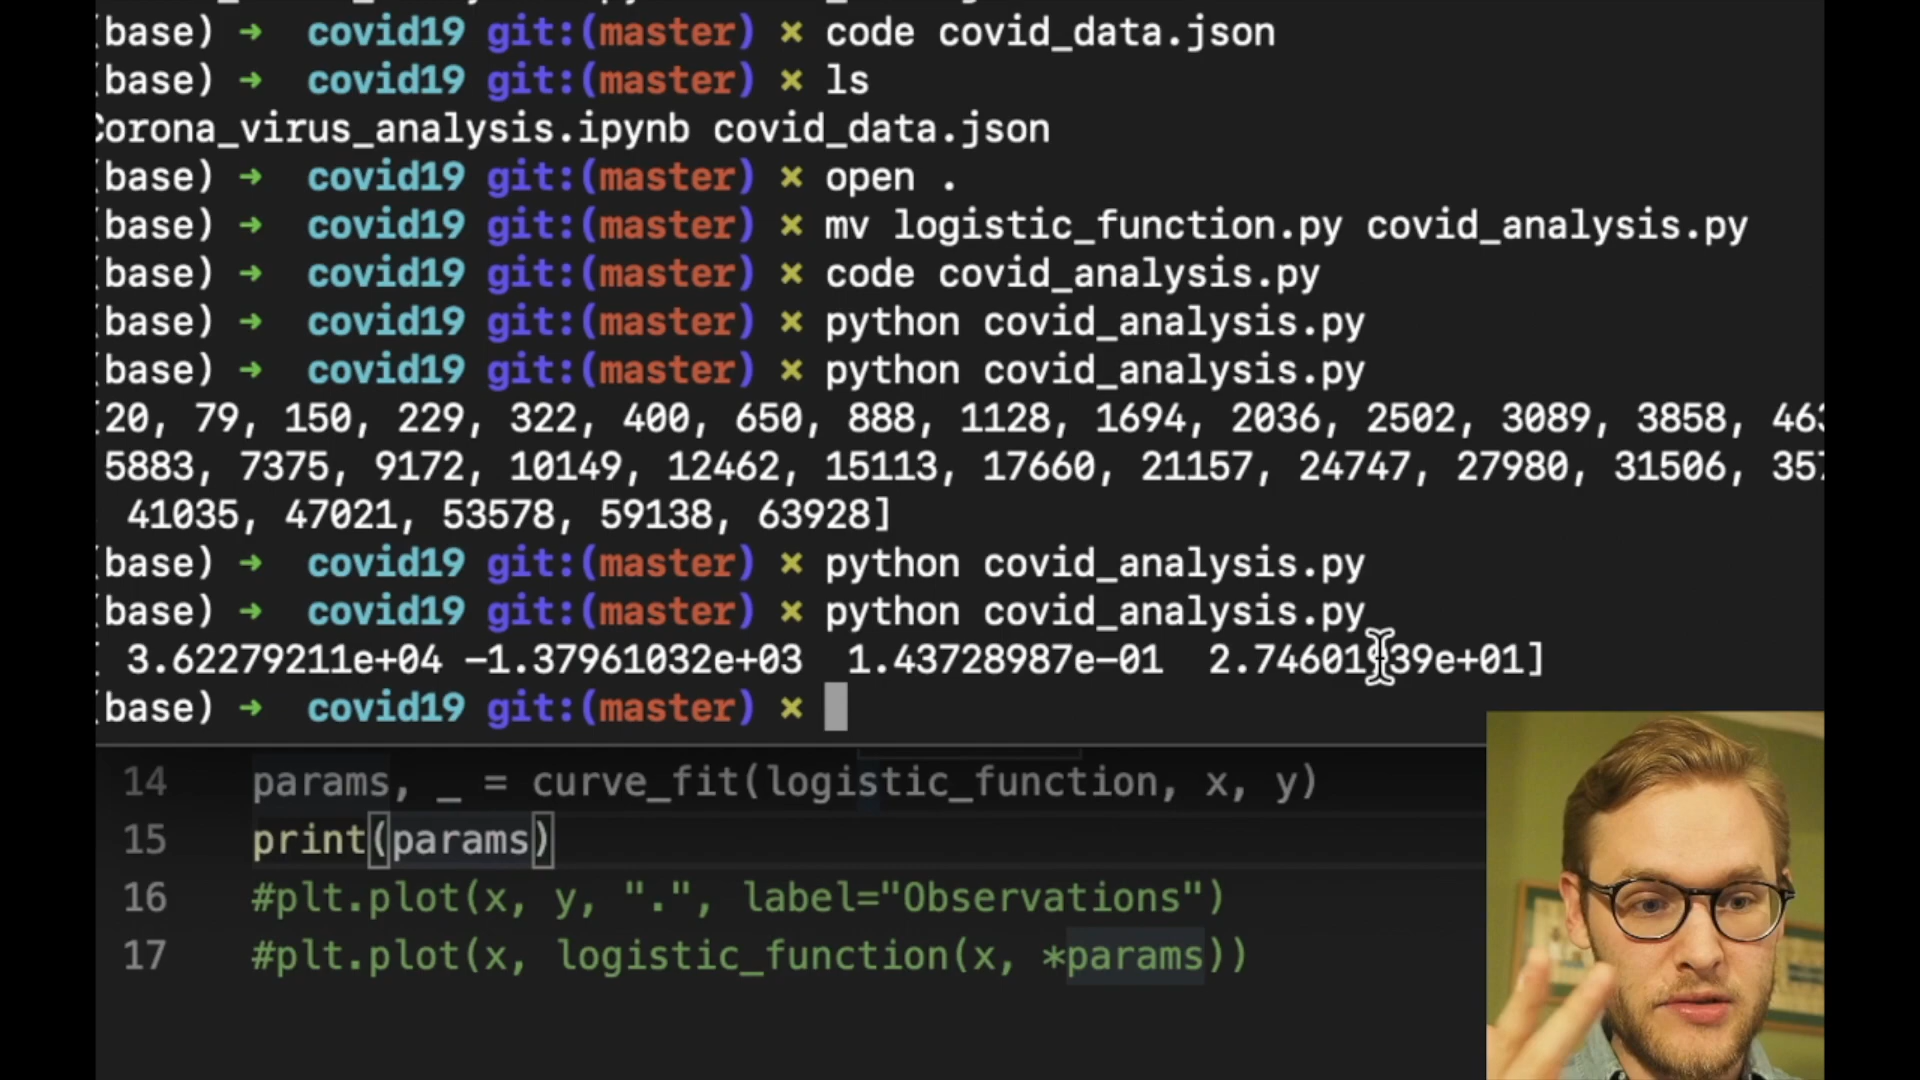 (base) → covid19 git:(master) × code covid_data.json
(base) → covid19 git:(master) × ls
Corona_virus_analysis.ipynb covid_data.json
(base) → covid19 git:(master) × open .
(base) → covid19 git:(master) × mv logistic_function.py covid_analysis.py
(base) → covid19 git:(master) × code covid_analysis.py
(base) → covid19 git:(master) × python covid_analysis.py
(base) → covid19 git:(master) × python covid_analysis.py
[20, 79, 150, 229, 322, 400, 650, 888, 1128, 1694, 2036, 2502, 3089, 3858,
5883, 7375, 9172, 10149, 12462, 15113, 17660, 21157, 24747, 27980, 31506,
41035, 47021, 53578, 59138, 63928]
(base) → covid19 git:(master) × python covid_analysis.py
(base) → covid19 git:(master) × python covid_analysis.py
[ 3.62279211e+04 -1.37961032e+03 1.43728987e-01
(base) → covid19 git:(master) ×
14 params, _ = curve_fit(logistic_function, x, y)
15 print(params)
16 #plt.plot(x, y, ".", label="Observations")
17 #plt.plot(x, logistic_function(x, *params))